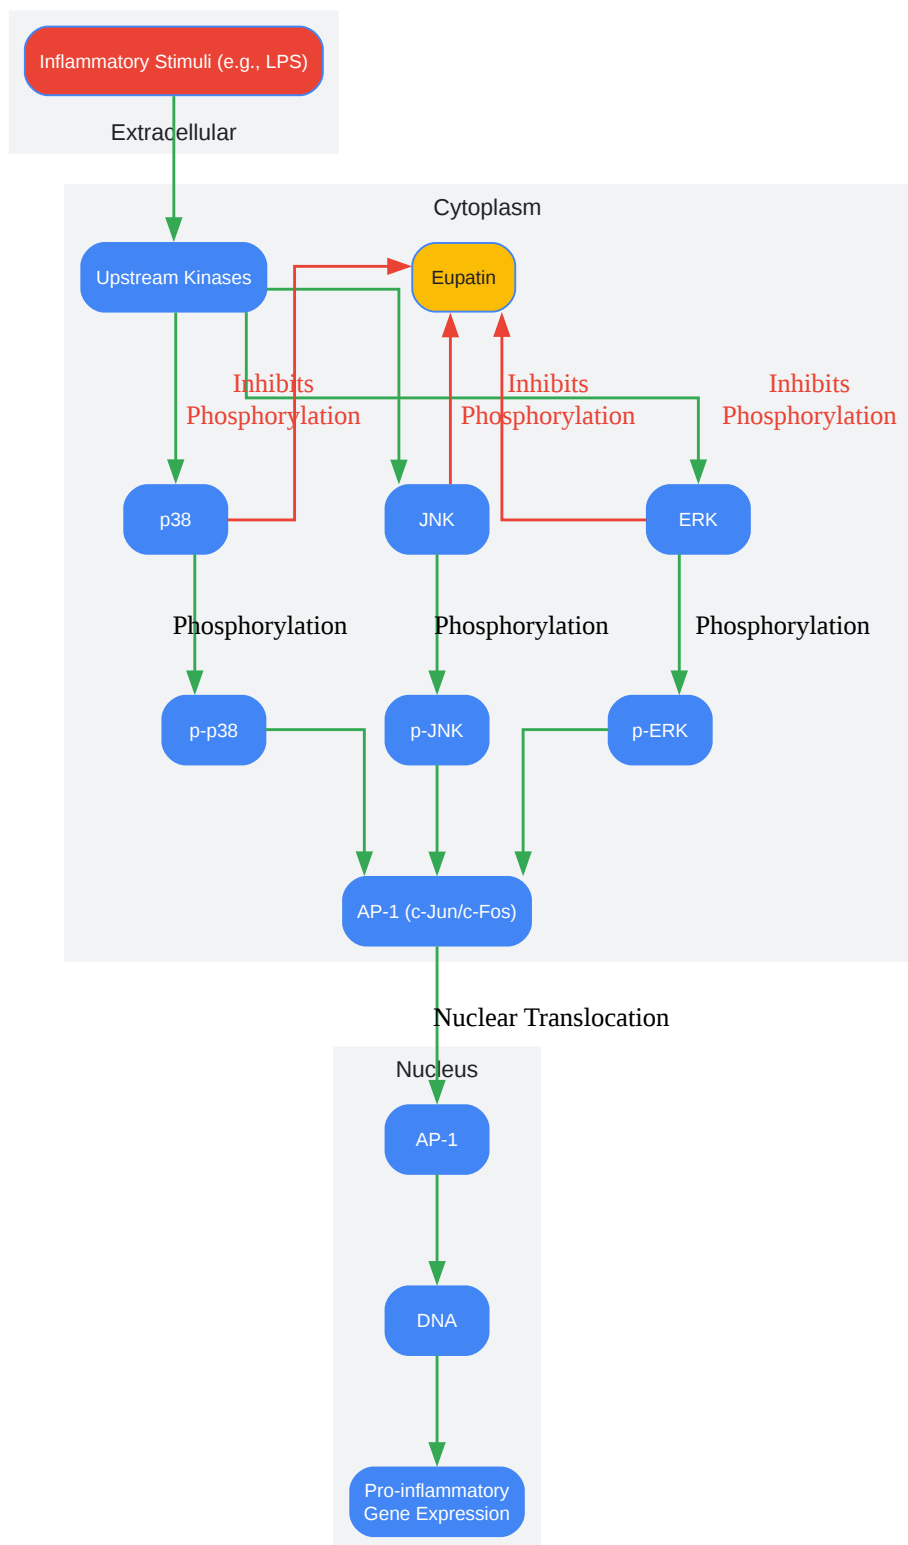 Inflammatory Stimuli (e.g., LPS)
Extracellular
Cytoplasm
Upstream Kinases
Eupatin
Inhibits
Phosphorylation
Inhibits
Phosphorylation
Inhibits
Phosphorylation
p38
JNK
ERK
Phosphorylation
Phosphorylation
Phosphorylation
p-p38
p-JNK
p-ERK
AP-1 (c-Jun/c-Fos)
Nuclear Translocation
Nucleus
AP-1
DNA
Pro-inflammatory
Gene Expression